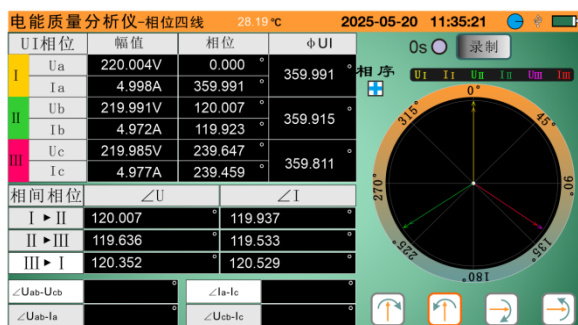 电能质量分析仪-相位四线 28.19 ℃ 2025-05-20 11:35:21
UI相位 幅值 相位 φUI
I Ua 220.004V 0.000 ° 359.991 °
Ia 4.998A 359.991 °
II Ub 219.991V 120.007 ° 359.915 °
Ib 4.972A 119.923 °
III Uc 219.985V 239.647 ° 359.811 °
Ic 4.977A 239.459 °
相间相位 ∠U ∠I
I ► II 120.007 ° 119.937 °
II ► III 119.636 ° 119.533 °
III ► I 120.352 ° 120.529 °
∠Uab-Ucb ° ∠Ia-Ic °
∠Uab-Ia ° ∠Ucb-Ic °
0s 录制
相序 UI II UII III UIII IIII
0°
45°
90°
135°
180°
225°
270°
315°